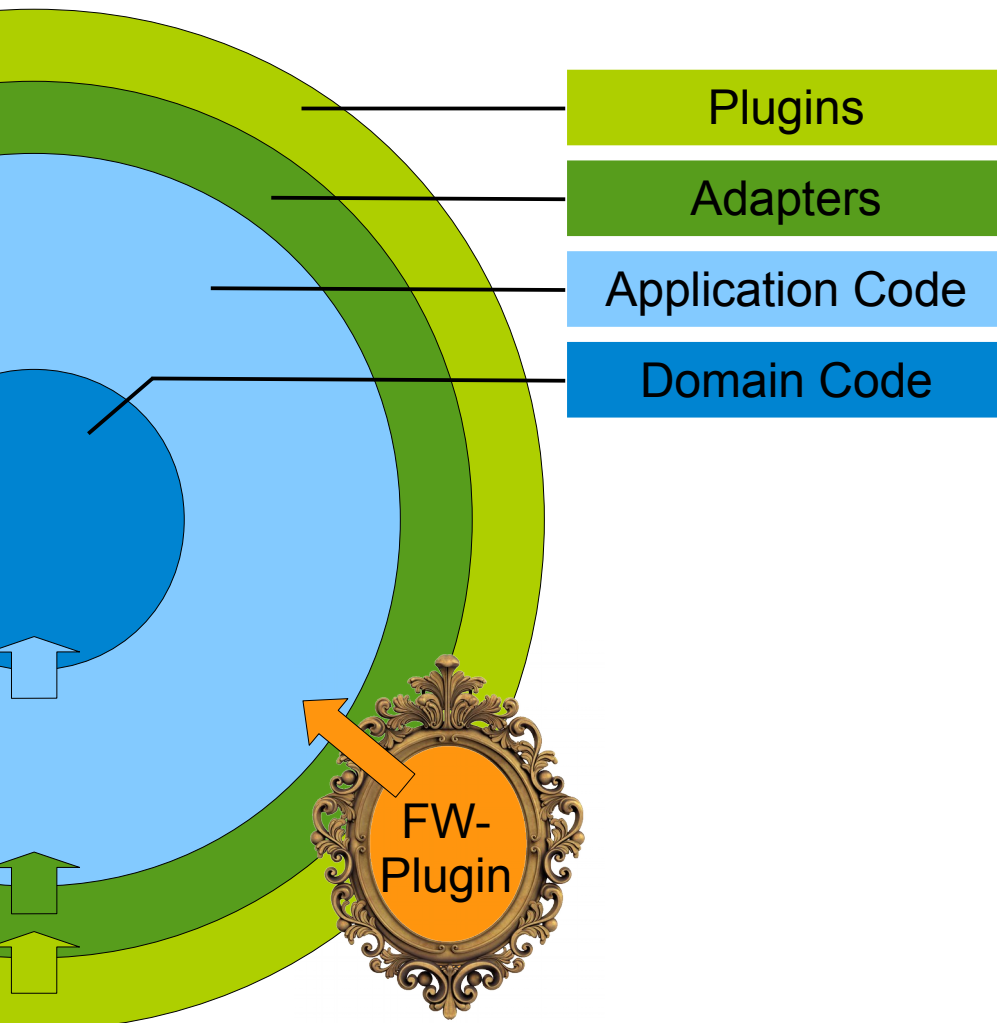 Plugins
Adapters
Application Code
Domain Code
FW-
Plugin